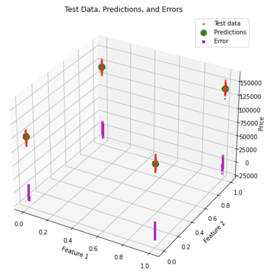 Test Data, Predictions, and Errors
Test data
Predictions
Error
150000
125000
100000
75000
50000
25000
0
-25000
Price
1.0
0.8
0.6
0.4
0.2
0.0
Feature 2
0.0
0.2
0.4
0.6
0.8
1.0
Feature 1